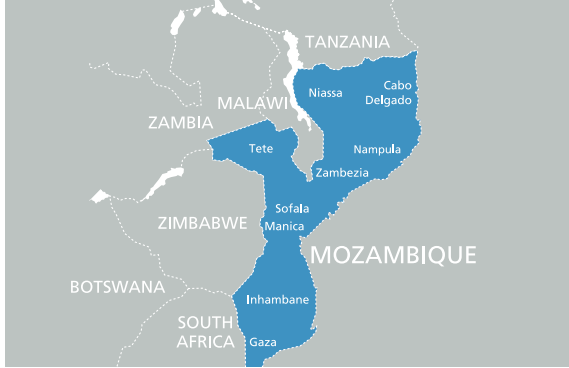 TANZANIA
Niassa
Cabo
Delgado
MALAWI
ZAMBIA
Tete
Nampula
Zambezia
Sofala
ZIMBABWE
Manica
MOZAMBIQUE
BOTSWANA
Inhambane
SOUTH
AFRICA
Gaza